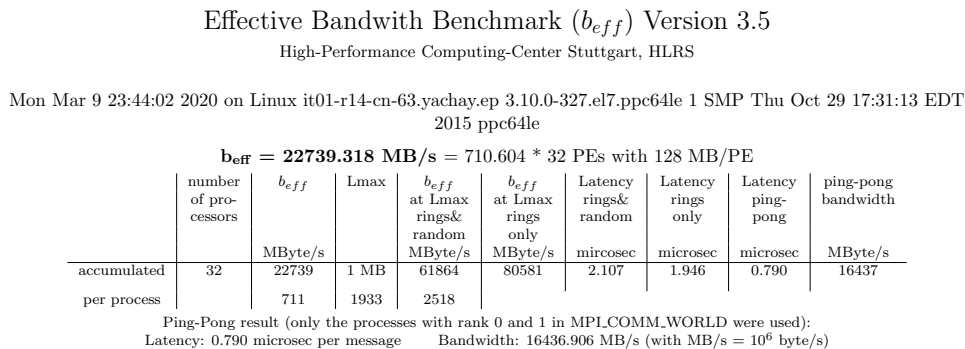 Effective Bandwith Benchmark (b_eff) Version 3.5
High-Performance Computing-Center Stuttgart, HLRS
Mon Mar 9 23:44:02 2020 on Linux it01-r14-cn-63.yachay.ep 3.10.0-327.el7.ppc64le 1 SMP Thu Oct 29 17:31:13 EDT
2015 ppc64le
b_eff = 22739.318 MB/s = 710.604 * 32 PEs with 128 MB/PE
number b_eff Lmax b_eff b_eff Latency Latency Latency ping-pong
of pro- at Lmax at Lmax rings& rings ping- bandwidth
cessors rings& rings random only pong
random only
MByte/s MByte/s MByte/s mircosec microsec microsec MByte/s
accumulated 32 22739 1 MB 61864 80581 2.107 1.946 0.790 16437
per process 711 1933 2518
Ping-Pong result (only the processes with rank 0 and 1 in MPI_COMM_WORLD were used):
Latency: 0.790 microsec per message Bandwidth: 16436.906 MB/s (with MB/s = 10^6 byte/s)